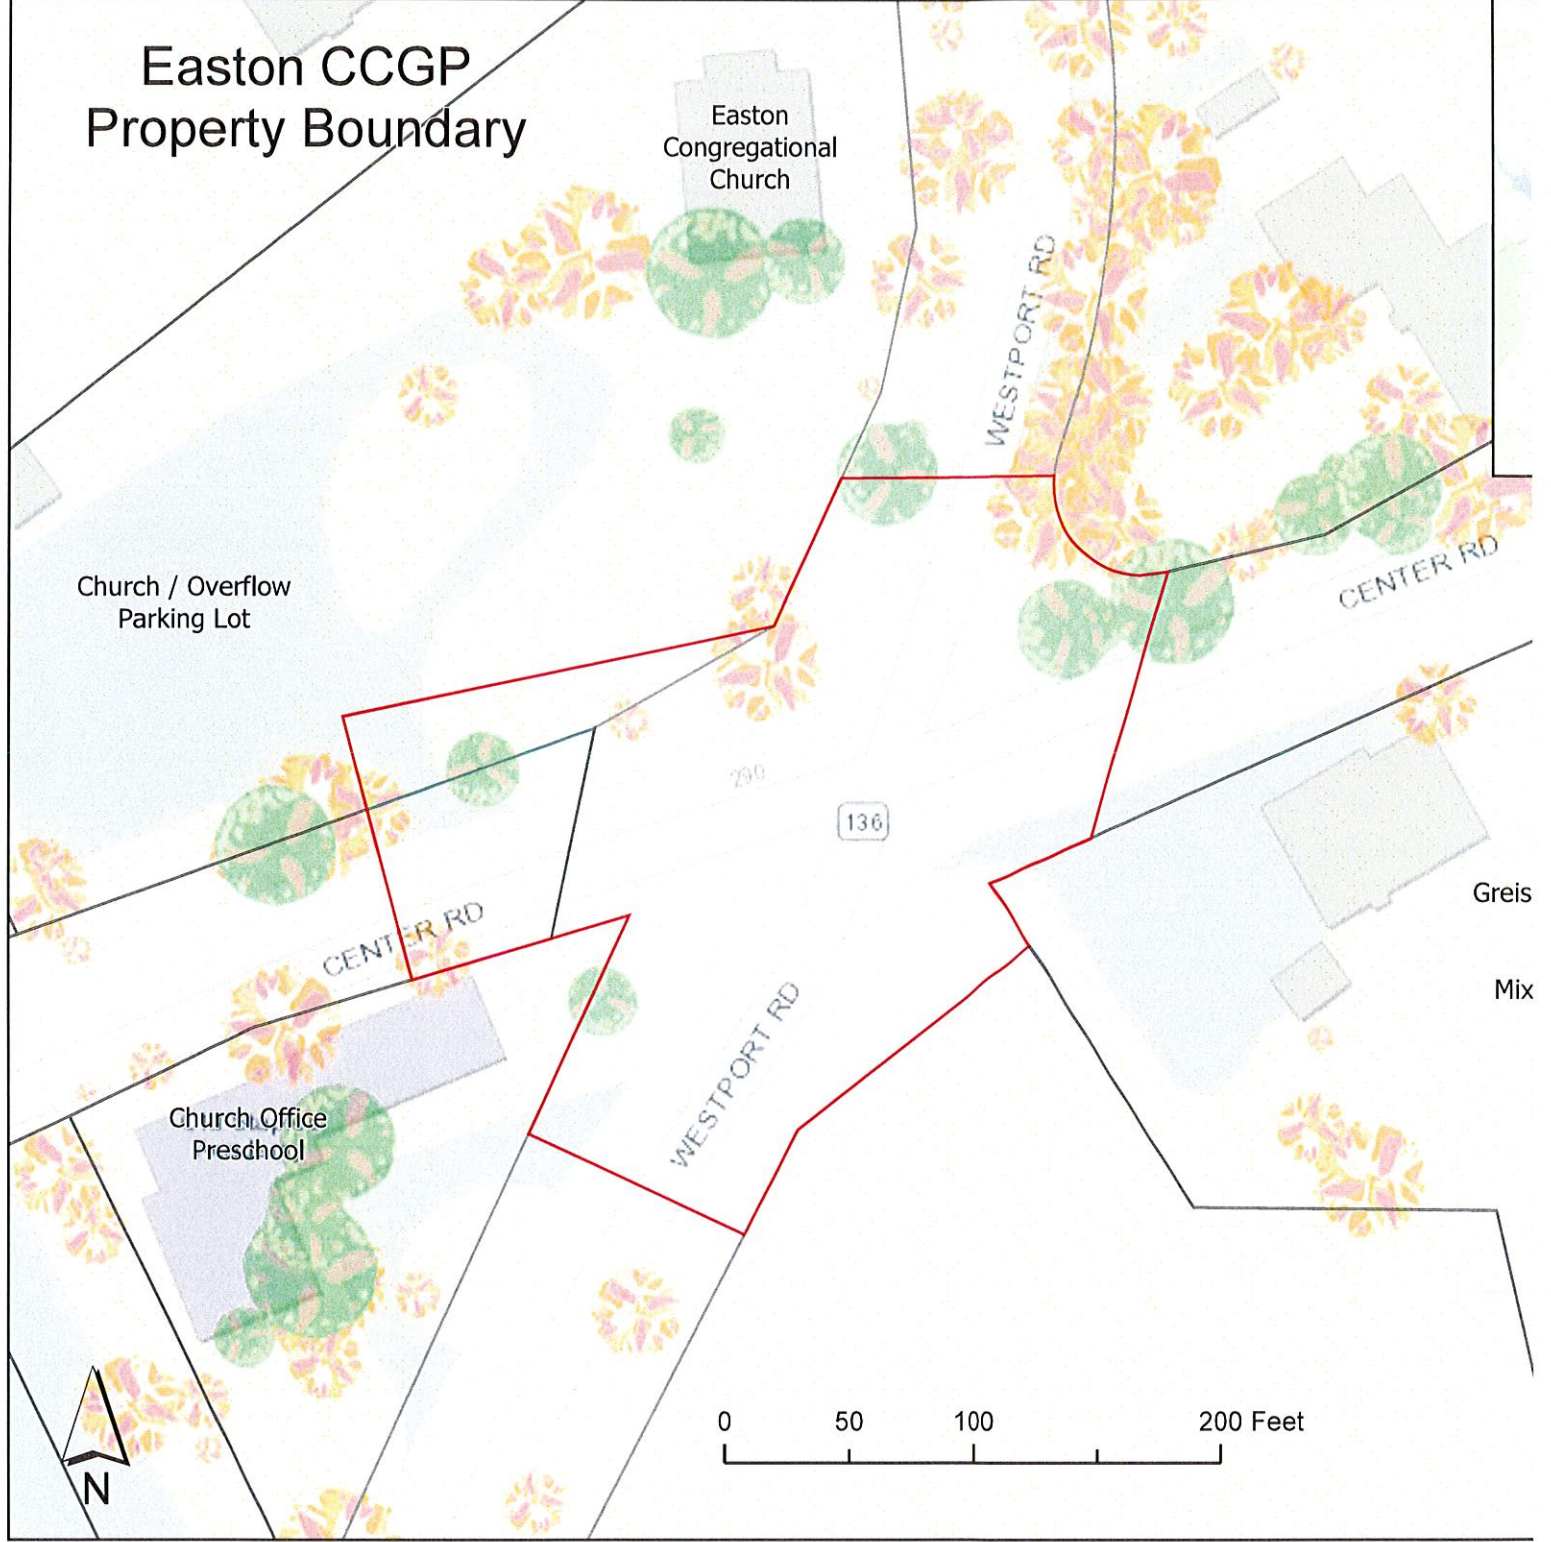 Easton CCGP
Property Boundary
Easton
Congregational
Church
WESTPORT RD
Church / Overflow
Parking Lot
CENTER RD
290
136
Greis
CENTER RD
Mix
WESTPORT RD
Church Office
Preschool
0 50 100 200 Feet
N